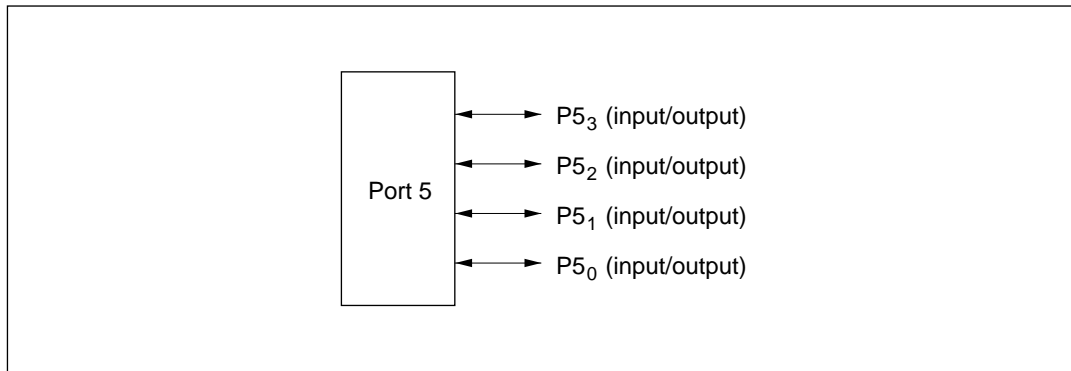 P5₃ (input/output)
P5₂ (input/output)
Port 5
P5₁ (input/output)
P5₀ (input/output)